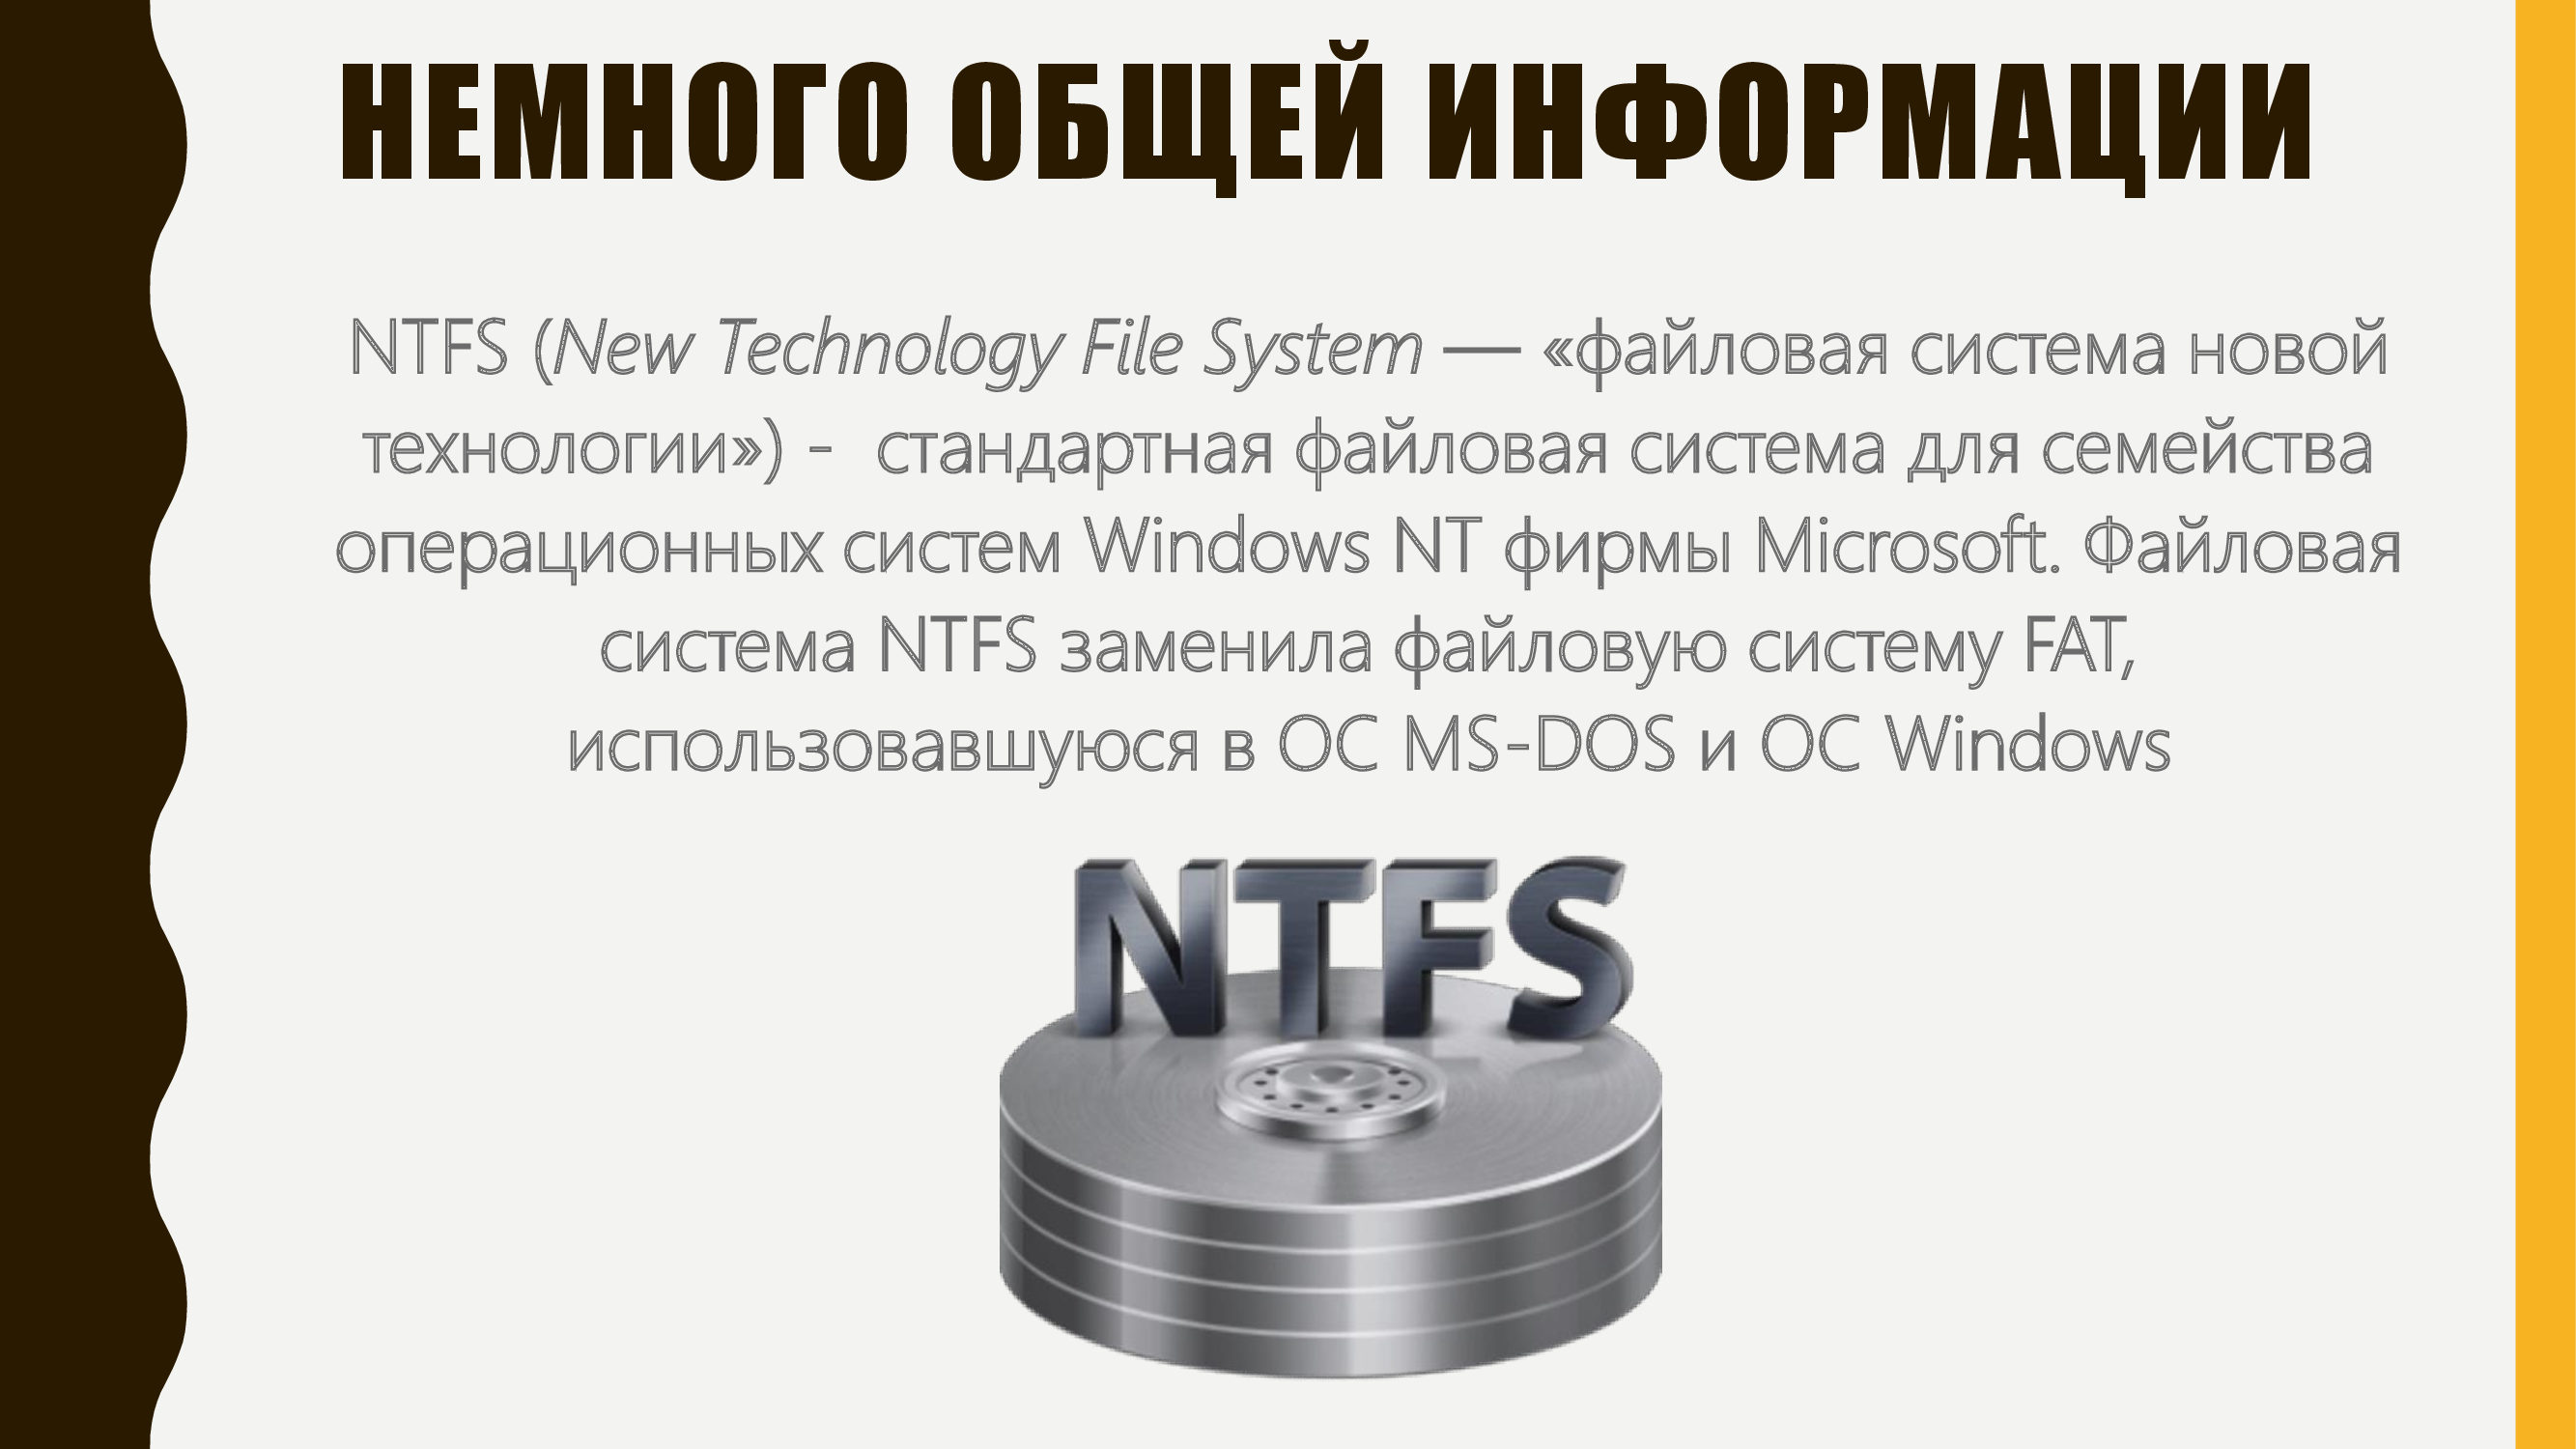 НЕМНОГО ОБЩЕЙ ИНФОРМАЦИИ
NTFS (New Technology File System — «файловая система новой
технологии») - стандартная файловая система для семейства
операционных систем Windows NT фирмы Microsoft. Файловая
система NTFS заменила файловую систему FAT,
использовавшуюся в ОС MS-DOS и ОС Windows
NTFS